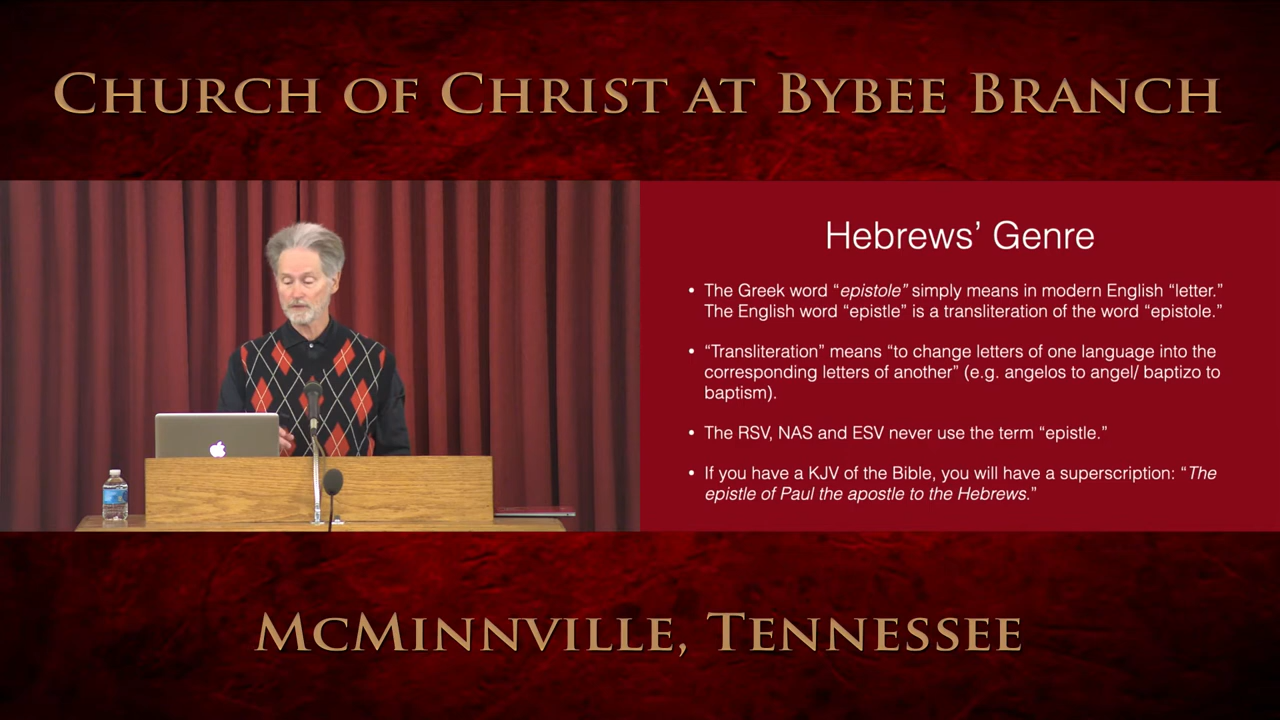 CHURCH OF CHRIST AT BYBEE BRANCH
Hebrews’ Genre
• The Greek word “epistole” simply means in modern English “letter.”
The English word “epistle” is a transliteration of the word “epistole.”
• “Transliteration” means “to change letters of one language into the
corresponding letters of another” (e.g. angelos to angel/ baptizo to
baptism).
• The RSV, NAS and ESV never use the term “epistle.”
• If you have a KJV of the Bible, you will have a superscription: “The
epistle of Paul the apostle to the Hebrews.”
MCMINNVILLE, TENNESSEE